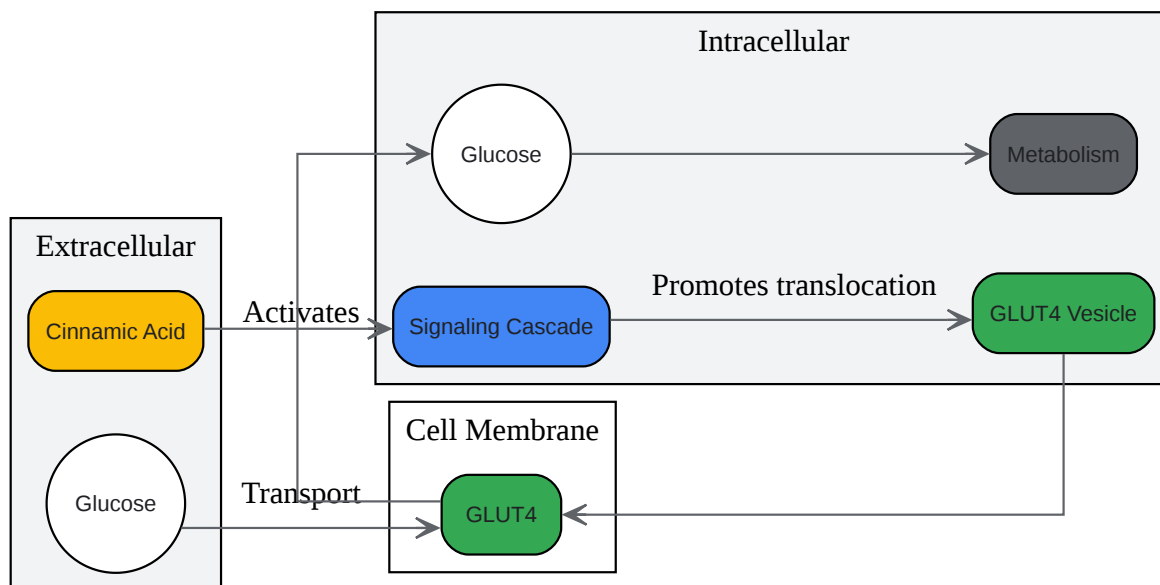 Intracellular
Glucose
Metabolism
Extracellular
Cinnamic Acid
Activates
Signaling Cascade
Promotes translocation
GLUT4 Vesicle
Cell Membrane
Glucose
Transport
GLUT4